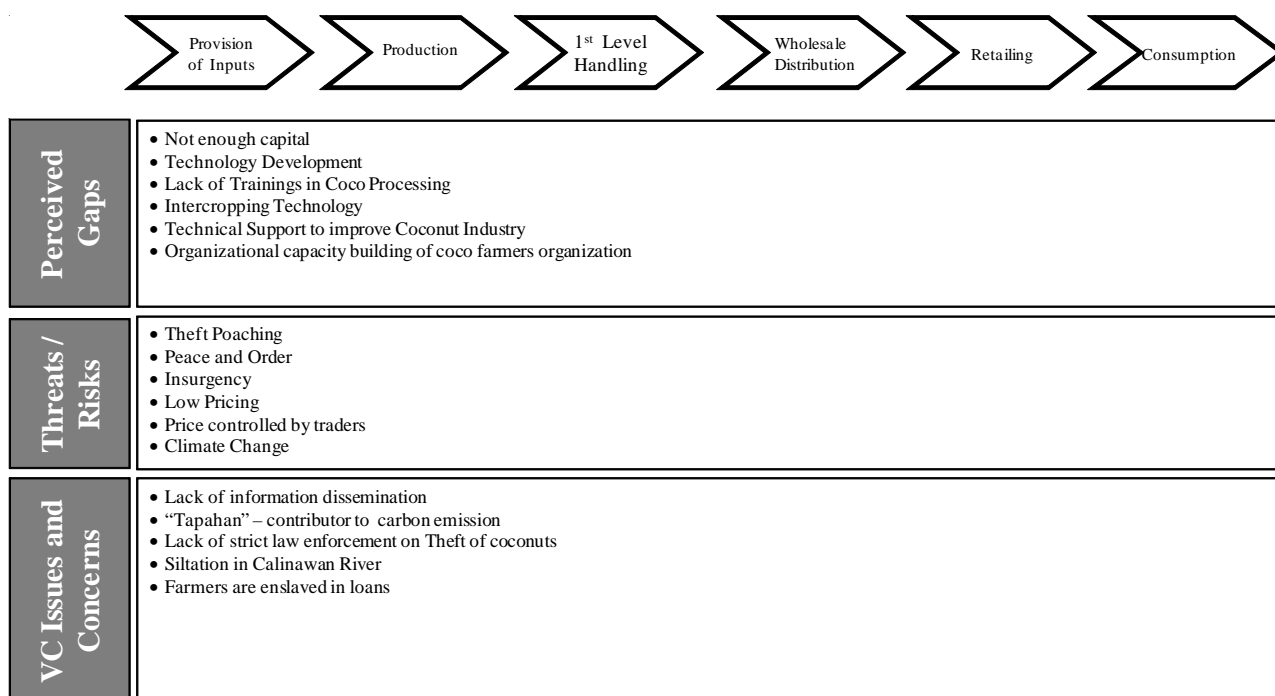 Provision
of Inputs
Production
1st Level
Handling
Wholesale
Distribution
Retailing
Consumption
Perceived
Gaps
• Not enough capital
• Technology Development
• Lack of Trainings in Coco Processing
• Intercropping Technology
• Technical Support to improve Coconut Industry
• Organizational capacity building of coco farmers organization
Threats /
Risks
• Theft Poaching
• Peace and Order
• Insurgency
• Low Pricing
• Price controlled by traders
• Climate Change
VC Issues and
Concerns
• Lack of information dissemination
• “Tapahan” – contributor to carbon emission
• Lack of strict law enforcement on Theft of coconuts
• Siltation in Calinawan River
• Farmers are enslaved in loans